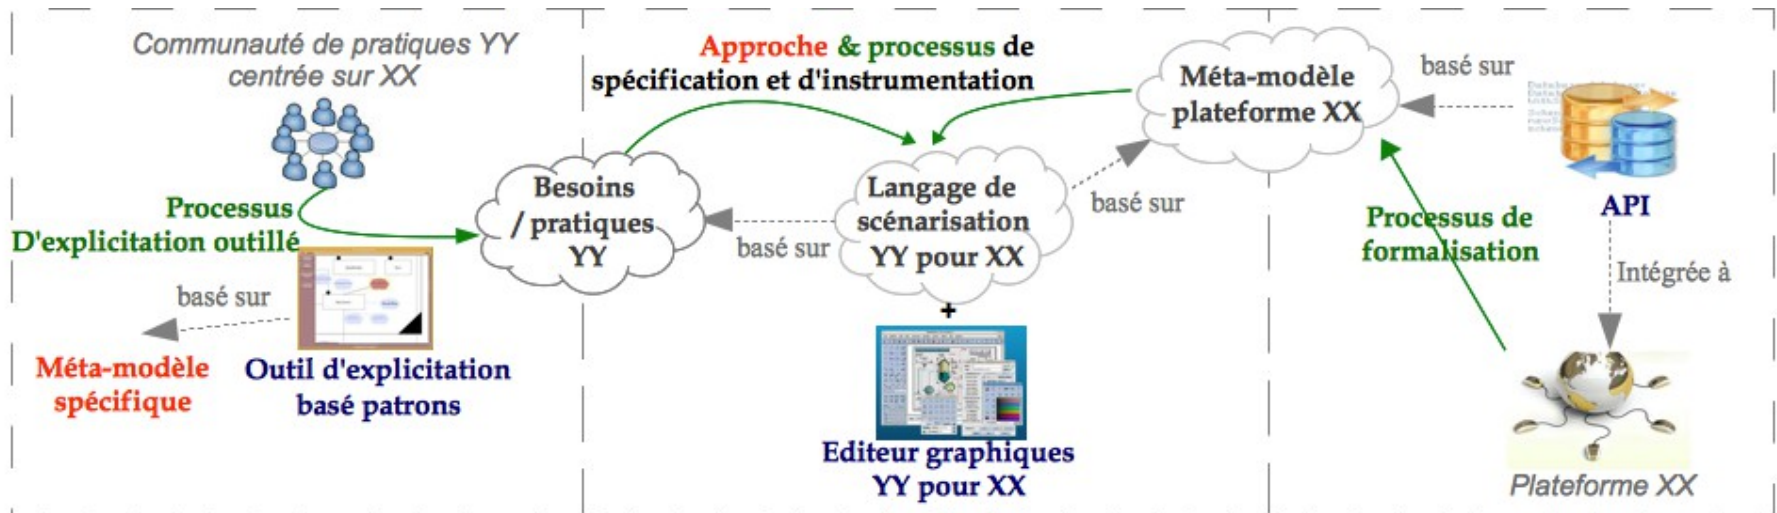 Communauté de pratiques YY
centrée sur XX
Processus
D'explicitation outillé
basé sur
Méta-modèle
spécifique
Outil d'explicitation
basé patrons
Besoins
/ pratiques
YY
Approche & processus de
spécification et d'instrumentation
basé sur
Langage de
scénarisation
YY pour XX
+
Editeur graphiques
YY pour XX
basé sur
Méta-modèle
plateforme XX
basé sur
API
Processus de
formalisation
Intégrée à
Plateforme XX